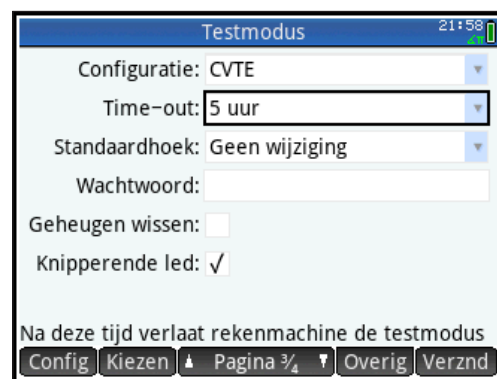 Testmodus 21:58
∡π
Configuratie: CVTE
Time-out: 5 uur
Standaardhoek: Geen wijziging
Wachtwoord:
Geheugen wissen:
Knipperende led: √
Na deze tijd verlaat rekenmachine de testmodus
Config Kiezen Pagina ¾ Overig Verznd